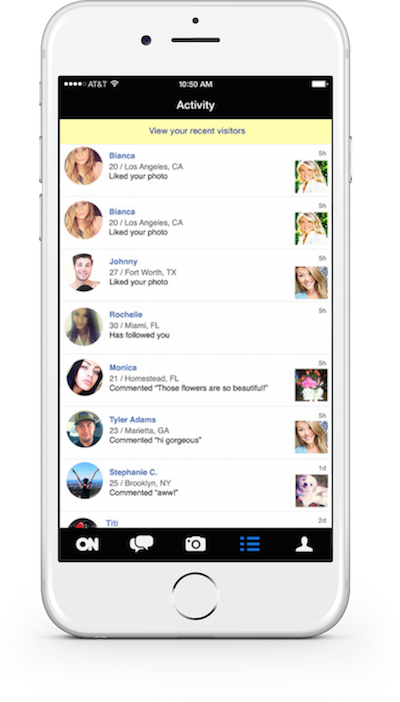 AT&T 10:50 AM
Activity
View your recent visitors
Bianca 5h
20 / Los Angeles, CA
Liked your photo
Bianca 5h
20 / Los Angeles, CA
Liked your photo
Johnny 5h
27 / Fort Worth, TX
Liked your photo
Rochelle 5h
30 / Miami, FL
Has followed you
Monica 5h
21 / Homestead, FL
Commented “Those flowers are so beautiful!”
Tyler Adams 5h
23 / Marietta, GA
Commented “hi gorgeous”
Stephanie C. 1d
25 / Brooklyn, NY
Commented “aww!”
Titi 2d
ON